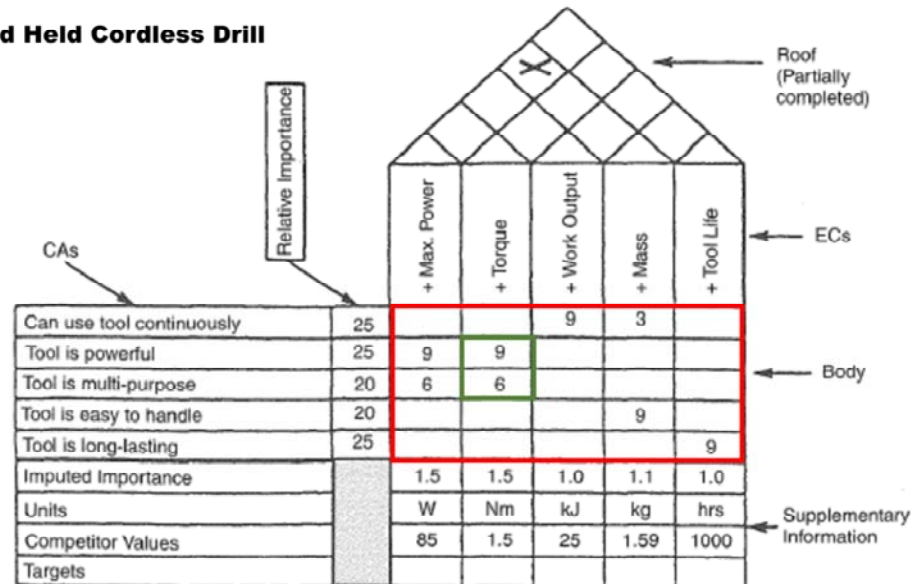 d Held Cordless Drill
Roof
(Partially
completed)
Relative Importance
+ Max. Power
+ Torque
+ Work Output
+ Mass
+ Tool Life
ECs
CAs
Can use tool continuously 25 9 3
Tool is powerful 25 9 9
Tool is multi-purpose 20 6 6
Body
Tool is easy to handle 20 9
Tool is long-lasting 25 9
Imputed Importance 1.5 1.5 1.0 1.1 1.0
Units W Nm kJ kg hrs
Supplementary
Information
Competitor Values 85 1.5 25 1.59 1000
Targets